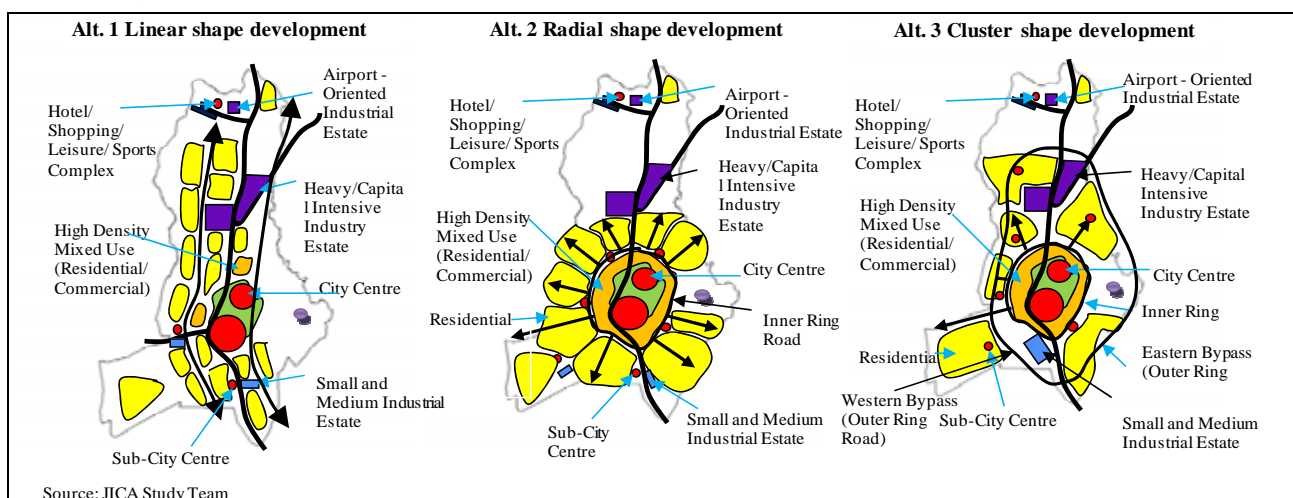 Alt. 1 Linear shape development
Airport -
Oriented
Industrial
Estate
Hotel/
Shopping/
Leisure/ Sports
Complex
Heavy/Capita
l Intensive
Industry
Estate
High Density
Mixed Use
(Residential/
Commercial)
City Centre
Small and
Medium Industrial
Estate
Sub-City Centre
Source: JICA Study Team
Alt. 2 Radial shape development
Hotel/
Shopping/
Leisure/ Sports
Complex
Airport-
Oriented
Industrial Estate
Heavy/Capita
l Intensive
Industry
Estate
High Density
Mixed Use
(Residential/
Commercial)
City Centre
Residential
Inner Ring
Road
Sub-City
Centre
Small and Medium
Industrial Estate
Alt. 3 Cluster shape development
Airport - Oriented
Industrial Estate
Hotel/
Shopping/
Leisure/ Sports
Complex
Heavy/Capital
Intensive
Industry Estate
High Density
Mixed Use
(Residential/
Commercial)
City Centre
Inner Ring
Residential
Eastern Bypass
(Outer Ring
Western Bypass
(Outer Ring
Road)
Sub-City Centre
Small and Medium
Industrial Estate